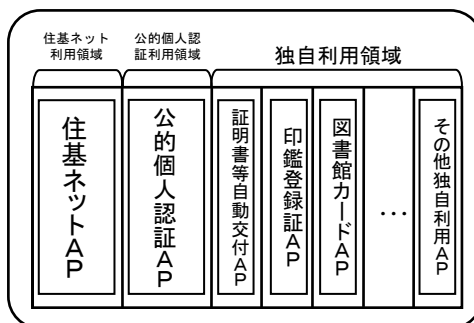 住基ネット
利用領域
公的個人認
証利用領域
独自利用領域
住基ネットAP
公的個人認証AP
証明書等自動交付AP
印鑑登録証AP
図書館カードAP
…
その他独自利用AP